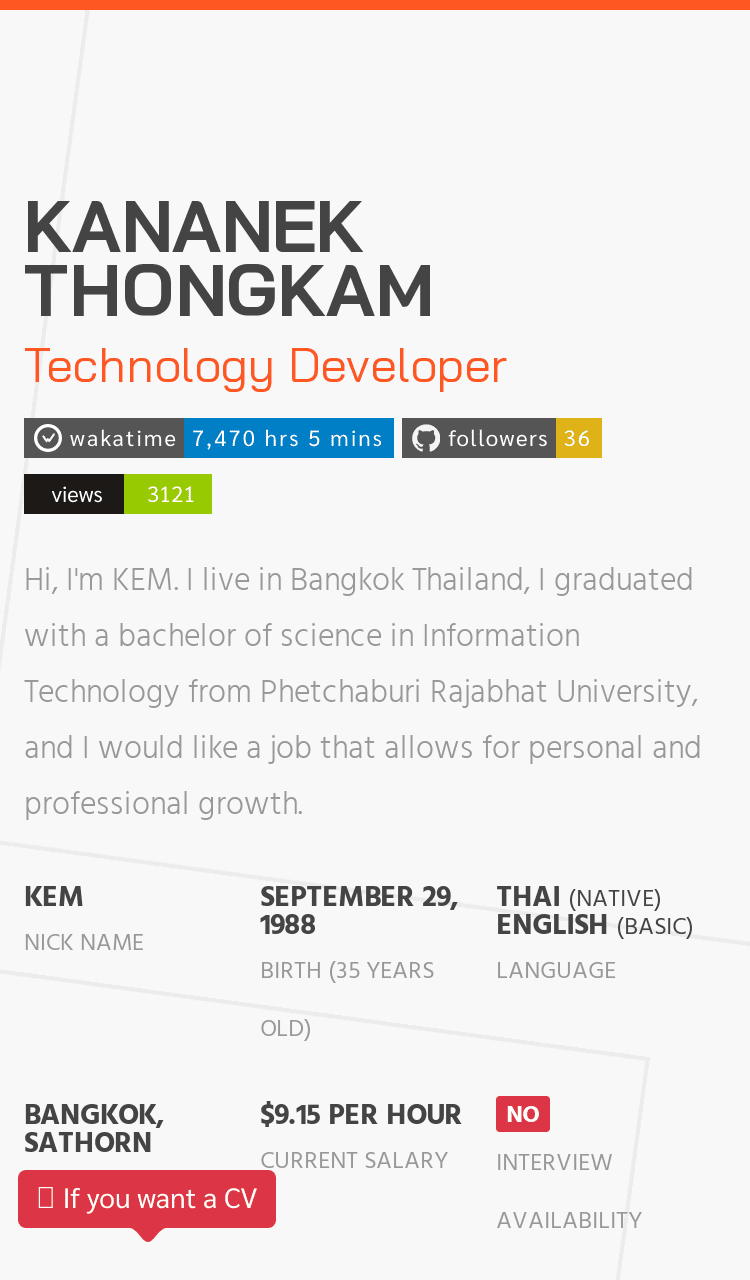 KANANEK
THONGKAM
Technology Developer
wakatime 7,470 hrs 5 mins followers 36
views 3121
Hi, I'm KEM. I live in Bangkok Thailand, I graduated
with a bachelor of science in Information
Technology from Phetchaburi Rajabhat University,
and I would like a job that allows for personal and
professional growth.
KEM
NICK NAME
SEPTEMBER 29,
1988
BIRTH (35 YEARS
OLD)
THAI (NATIVE)
ENGLISH (BASIC)
LANGUAGE
BANGKOK,
SATHORN
$9.15 PER HOUR
CURRENT SALARY
NO
INTERVIEW
AVAILABILITY
If you want a CV